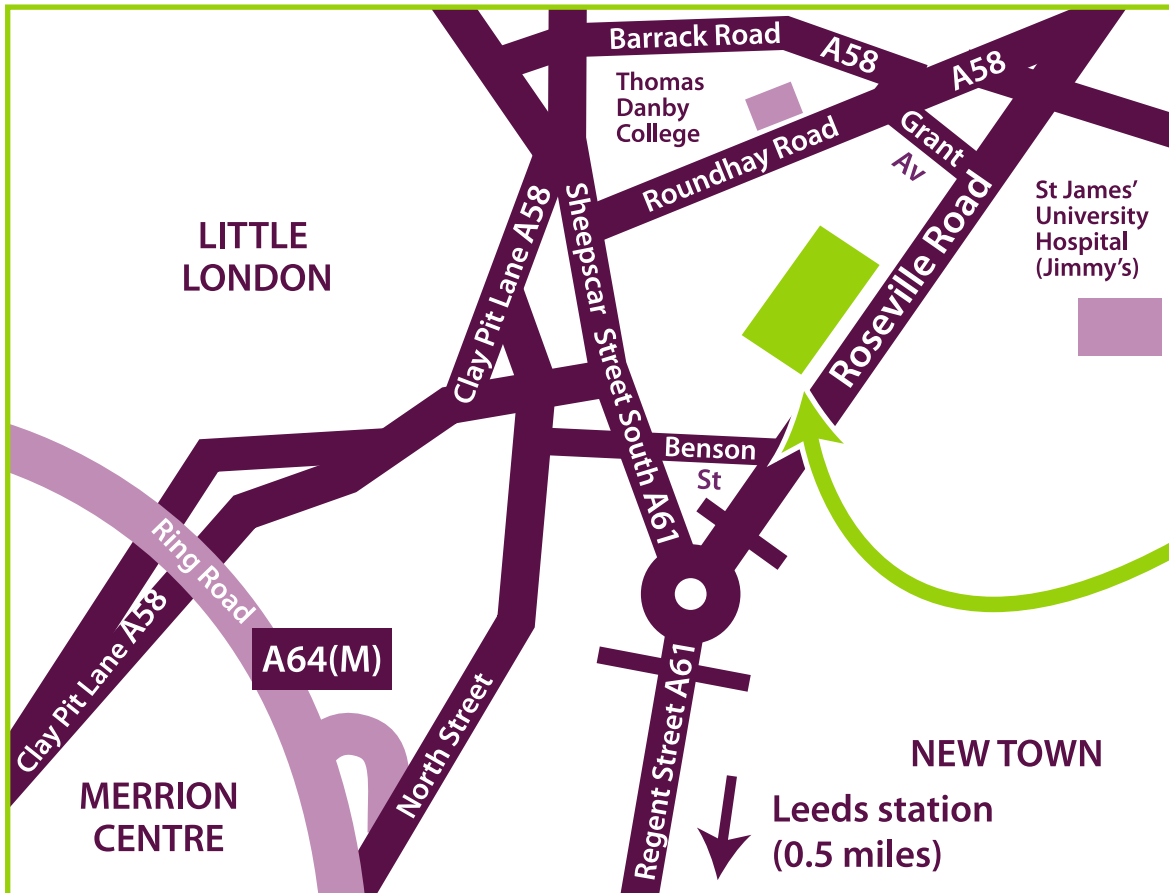 Barrack Road
A58
A58
Thomas
Danby
College
Grant
Av
Roundhay Road
St James’
University
Hospital
(Jimmy’s)
LITTLE
LONDON
Clay Pit Lane A58
Sheepscar Street South A61
Roseville Road
Benson
St
Ring Road
Clay Pit Lane A58
A64(M)
North Street
Regent Street A61
NEW TOWN
MERRION
CENTRE
Leeds station
(0.5 miles)